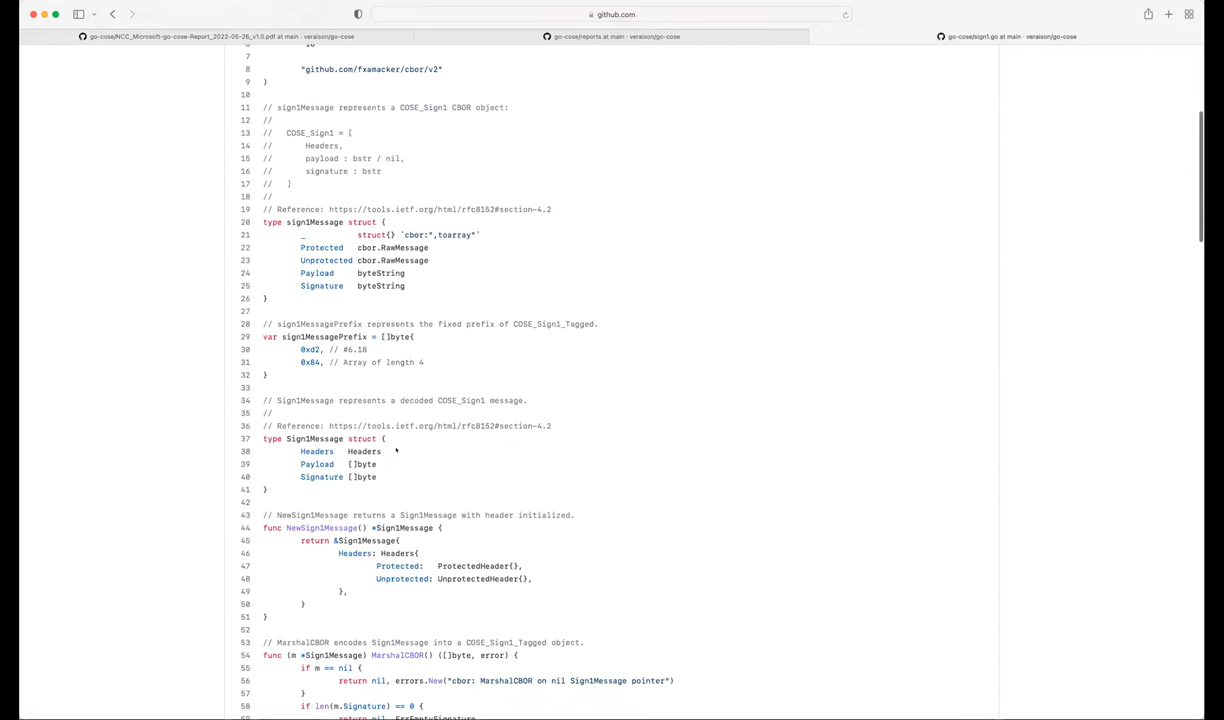 github.com
go-cose/NCC_Microsoft-go-cose-Report_2022-05-26_v1.0.pdf at main · veraison/go-cose
go-cose/reports at main · veraison/go-cose
go-cose/sign1.go at main · veraison/go-cose
7
8 "github.com/fxamacker/cbor/v2"
9 )
10
11 // sign1Message represents a COSE_Sign1 CBOR object:
12 //
13 // COSE_Sign1 = [
14 // Headers,
15 // payload : bstr / nil,
16 // signature : bstr
17 // ]
18 //
19 // Reference: https://tools.ietf.org/html/rfc8152#section-4.2
20 type sign1Message struct {
21 _ struct{} `cbor:",toarray"`
22 Protected cbor.RawMessage
23 Unprotected cbor.RawMessage
24 Payload byteString
25 Signature byteString
26 }
27
28 // sign1MessagePrefix represents the fixed prefix of COSE_Sign1_Tagged.
29 var sign1MessagePrefix = []byte{
30 0xd2, // #6.18
31 0x84, // Array of length 4
32 }
33
34 // Sign1Message represents a decoded COSE_Sign1 message.
35 //
36 // Reference: https://tools.ietf.org/html/rfc8152#section-4.2
37 type Sign1Message struct {
38 Headers Headers
39 Payload []byte
40 Signature []byte
41 }
42
43 // NewSign1Message returns a Sign1Message with header initialized.
44 func NewSign1Message() *Sign1Message {
45 return &Sign1Message{
46 Headers: Headers{
47 Protected: ProtectedHeader{},
48 Unprotected: UnprotectedHeader{},
49 },
50 }
51 }
52
53 // MarshalCBOR encodes Sign1Message into a COSE_Sign1_Tagged object.
54 func (m *Sign1Message) MarshalCBOR() ([]byte, error) {
55 if m == nil {
56 return nil, errors.New("cbor: MarshalCBOR on nil Sign1Message pointer")
57 }
58 if len(m.Signature) == 0 {
59 return nil, ErrEmptySignature